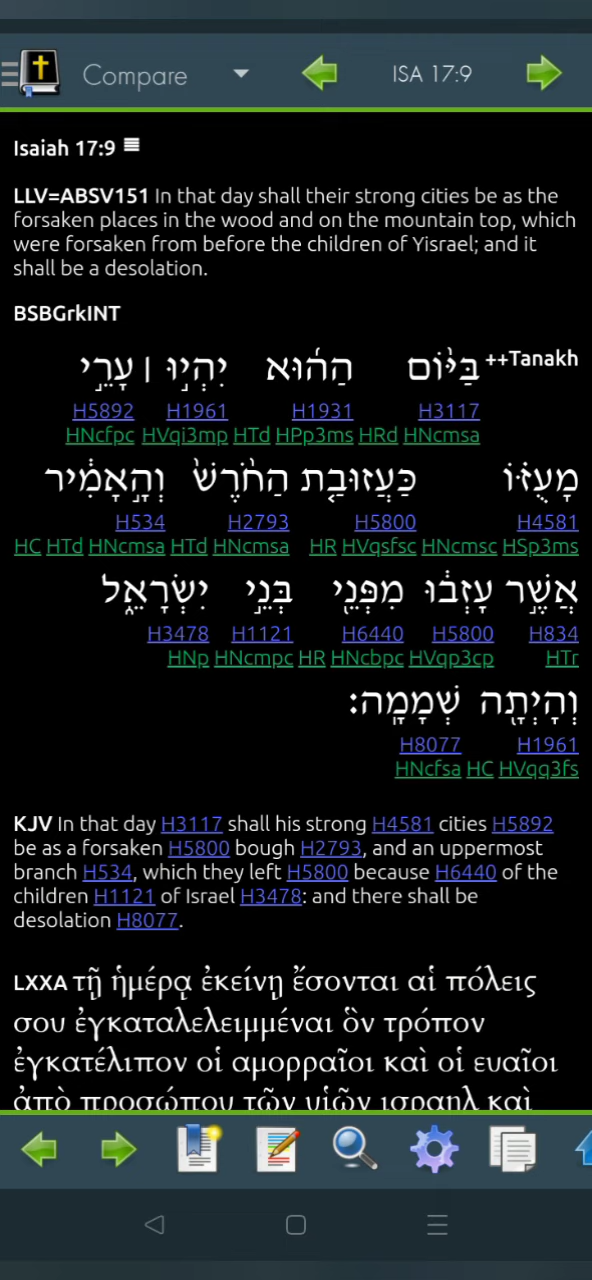 Compare
ISA 17:9
Isaiah 17:9
LLV=ABSV151 In that day shall their strong cities be as the
forsaken places in the wood and on the mountain top, which
were forsaken from before the children of Yisrael; and it
shall be a desolation.
BSBGrkINT
++Tanakh בַּיּ֨וֹם הַה֜וּא יִהְי֣וּ ׀ עָרֵ֣י
H5892 H1961 H1931 H3117
HNcfpc HVqi3mp HTd HPp3ms HRd HNcmsa
מָעֻזּ֗וֹ כַּעֲזוּבַ֤ת הַחֹ֙רֶשׁ֙ וְהָ֣אָמִ֔יר
H534 H2793 H5800 H4581
HC HTd HNcmsa HTd HNcmsa HR HVqsfsc HNcmsc HSp3ms
אֲשֶׁ֣ר עָזְב֔וּ מִפְּנֵ֖י בְּנֵ֣י יִשְׂרָאֵ֑ל
H3478 H1121 H6440 H5800 H834
HNp HNcmpc HR HNcbpc HVqp3cp HTr
וְהָיְתָ֖ה שְׁמָמָֽה׃
H8077 H1961
HNcfsa HC HVqq3fs
KJV In that day H3117 shall his strong H4581 cities H5892
be as a forsaken H5800 bough H2793, and an uppermost
branch H534, which they left H5800 because H6440 of the
children H1121 of Israel H3478: and there shall be
desolation H8077.
LXXA τῇ ἡμέρᾳ ἐκείνῃ ἔσονται αἱ πόλεις
σου ἐγκαταλελειμμέναι ὃν τρόπον
ἐγκατέλιπον οἱ αμορραῖοι καὶ οἱ ευαῖοι
ἀπὸ προσώπου τῶν υἱῶν ισραηλ καὶ